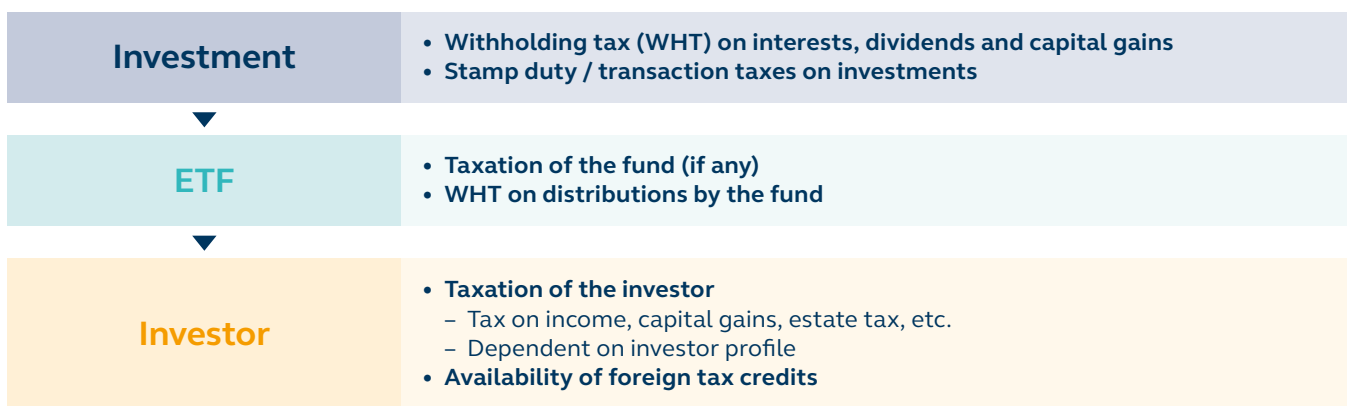 Investment
• Withholding tax (WHT) on interests, dividends and capital gains
• Stamp duty / transaction taxes on investments
ETF
• Taxation of the fund (if any)
• WHT on distributions by the fund
Investor
• Taxation of the investor
– Tax on income, capital gains, estate tax, etc.
– Dependent on investor profile
• Availability of foreign tax credits